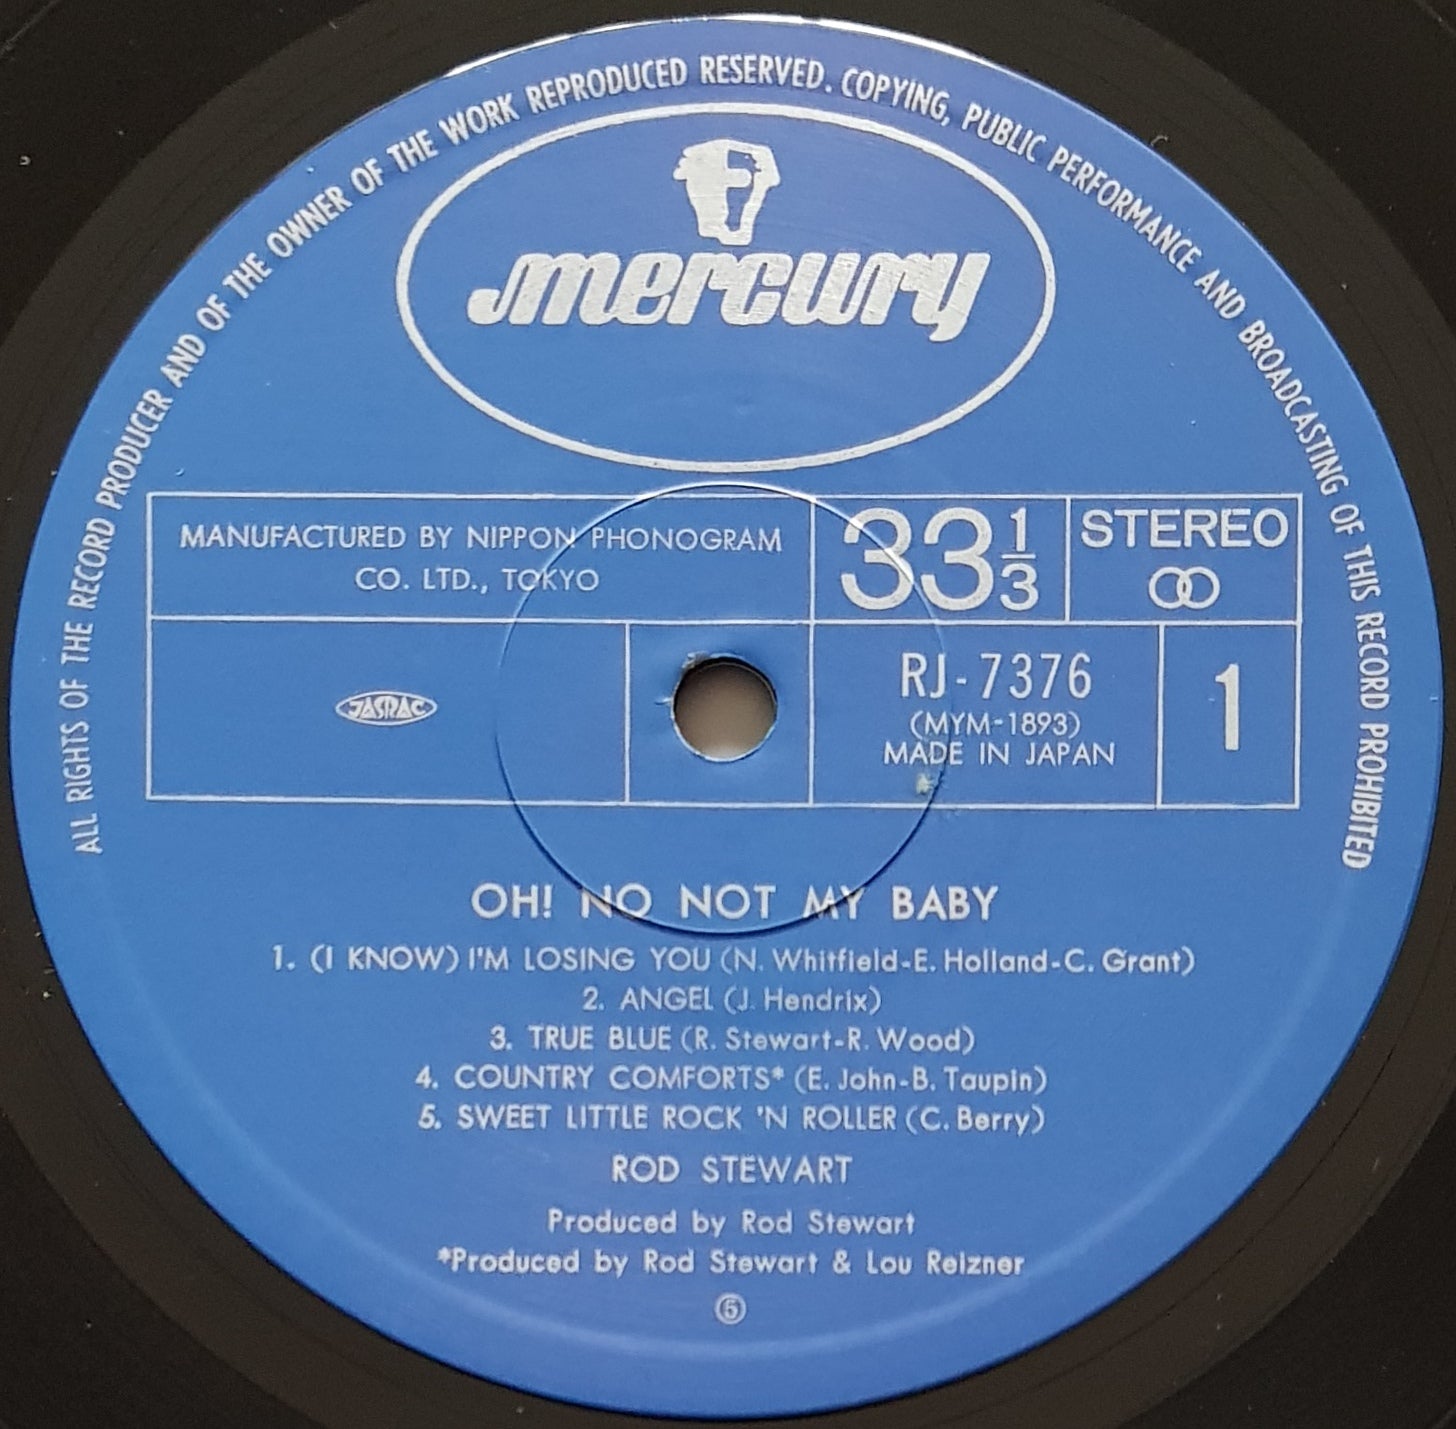 ALL RIGHTS OF THE RECORD PRODUCER AND OF THE OWNER OF THE WORK REPRODUCED RESERVED. COPYING, PUBLIC PERFORMANCE AND BROADCASTING OF THIS RECORD PROHIBITED
mercury
MANUFACTURED BY NIPPON PHONOGRAM
CO. LTD., TOKYO
33 1/3
STEREO
JASRAC
RJ-7376
(MYM-1893)
MADE IN JAPAN
1
OH! NO NOT MY BABY
1. (I KNOW) I'M LOSING YOU (N. Whitfield-E. Holland-C. Grant)
2. ANGEL (J. Hendrix)
3. TRUE BLUE (R. Stewart-R. Wood)
4. COUNTRY COMFORTS* (E. John-B. Taupin)
5. SWEET LITTLE ROCK 'N ROLLER (C. Berry)
ROD STEWART
Produced by Rod Stewart
*Produced by Rod Stewart & Lou Reizner
⑤